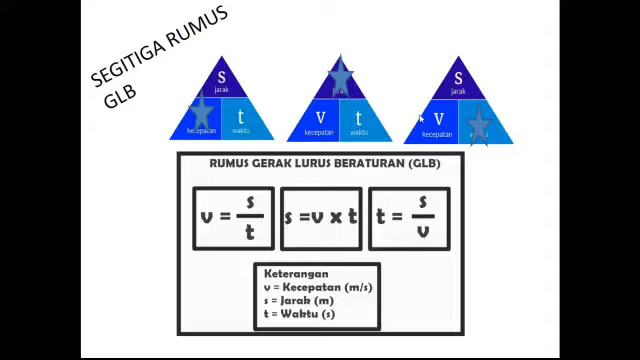 SEGITIGA RUMUS
GLB
s
jarak
kecepatan
t
waktu
v
kecepatan
t
waktu
s
jarak
v
kecepatan
RUMUS GERAK LURUS BERATURAN (GLB)
v = s/t
s = v x t
t = s/v
Keterangan
v = Kecepatan (m/s)
s = Jarak (m)
t = Waktu (s)